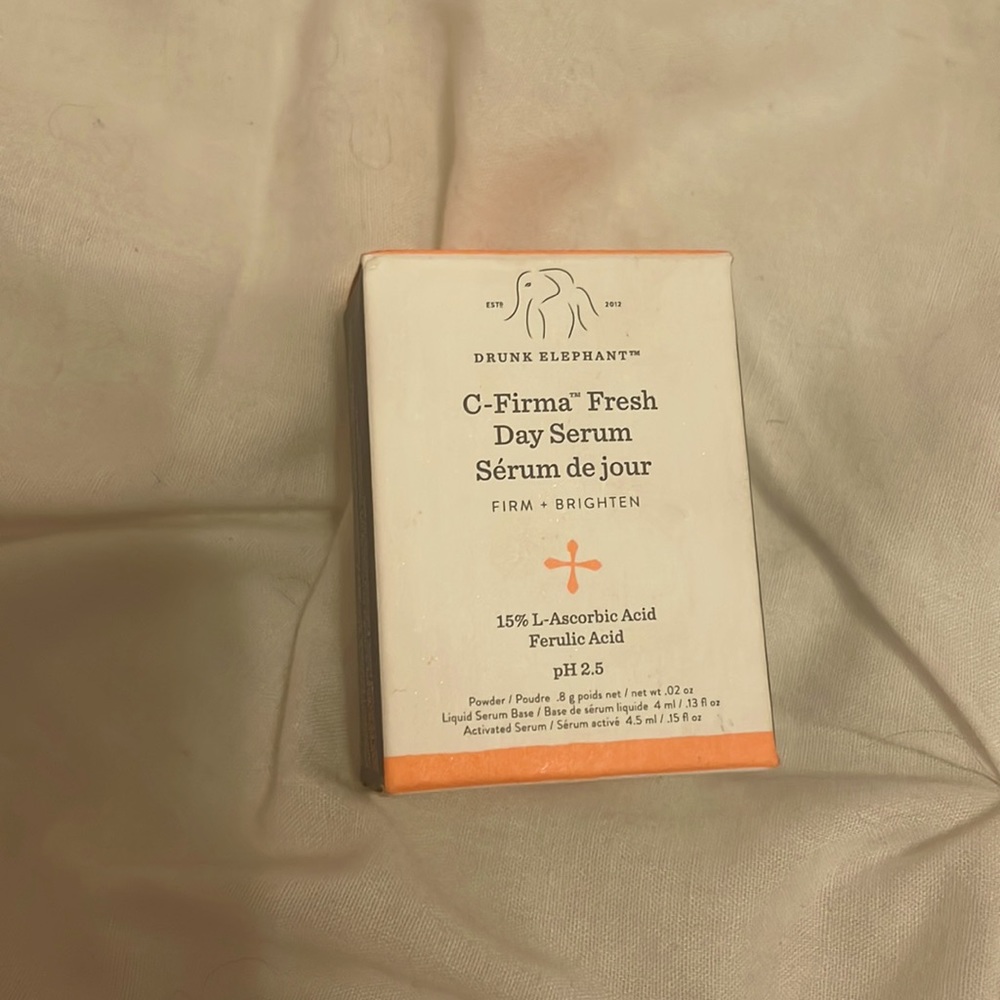 ESTD 2012
DRUNK ELEPHANT™
C-Firma™ Fresh
Day Serum
Sérum de jour
FIRM + BRIGHTEN
15% L-Ascorbic Acid
Ferulic Acid
pH 2.5
Powder / Poudre .8 g poids net / net wt .02 oz
Liquid Serum Base / Base de sérum liquide 4 ml / .13 fl oz
Activated Serum / Sérum activé 4.5 ml / .15 fl oz